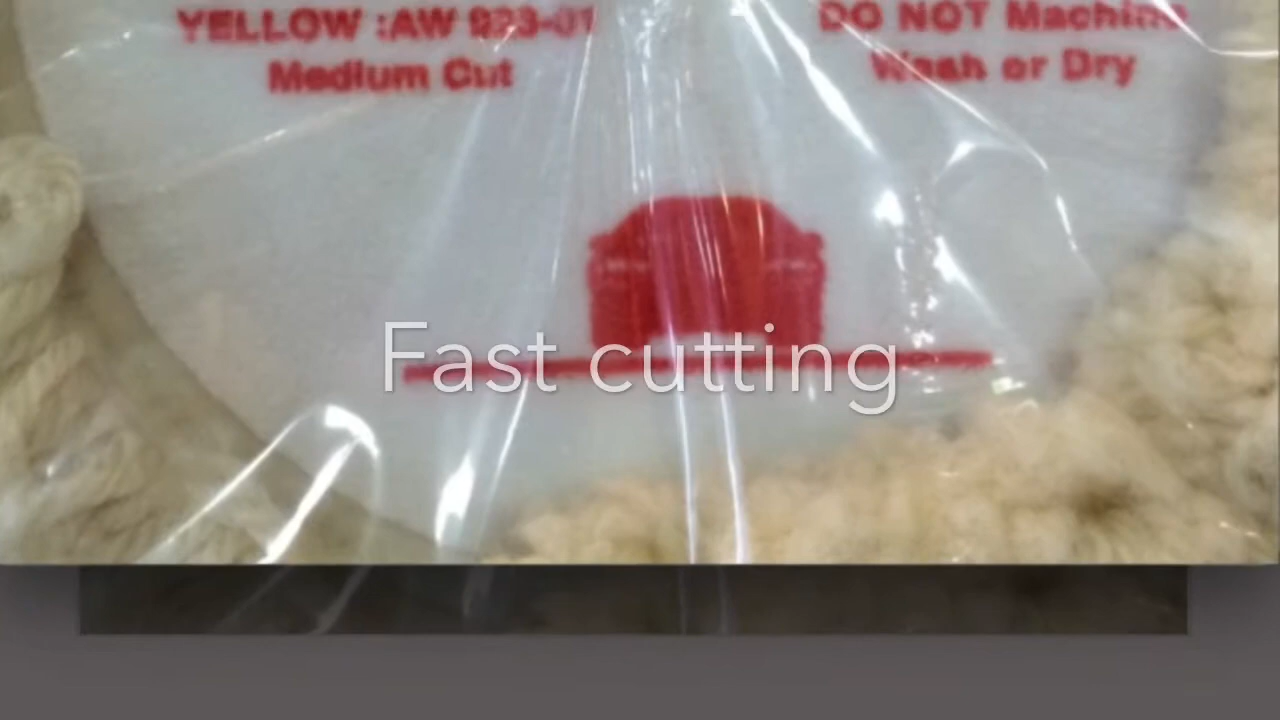 YELLOW :AW 923-01
Medium Cut
DO NOT Machine
Wash or Dry
Fast cutting